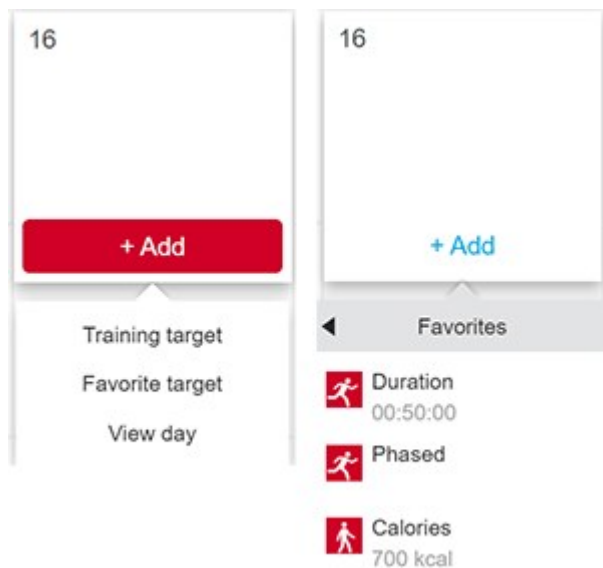 16
+ Add
Training target
Favorite target
View day
16
+ Add
Favorites
Duration
00:50:00
Phased
Calories
700 kcal